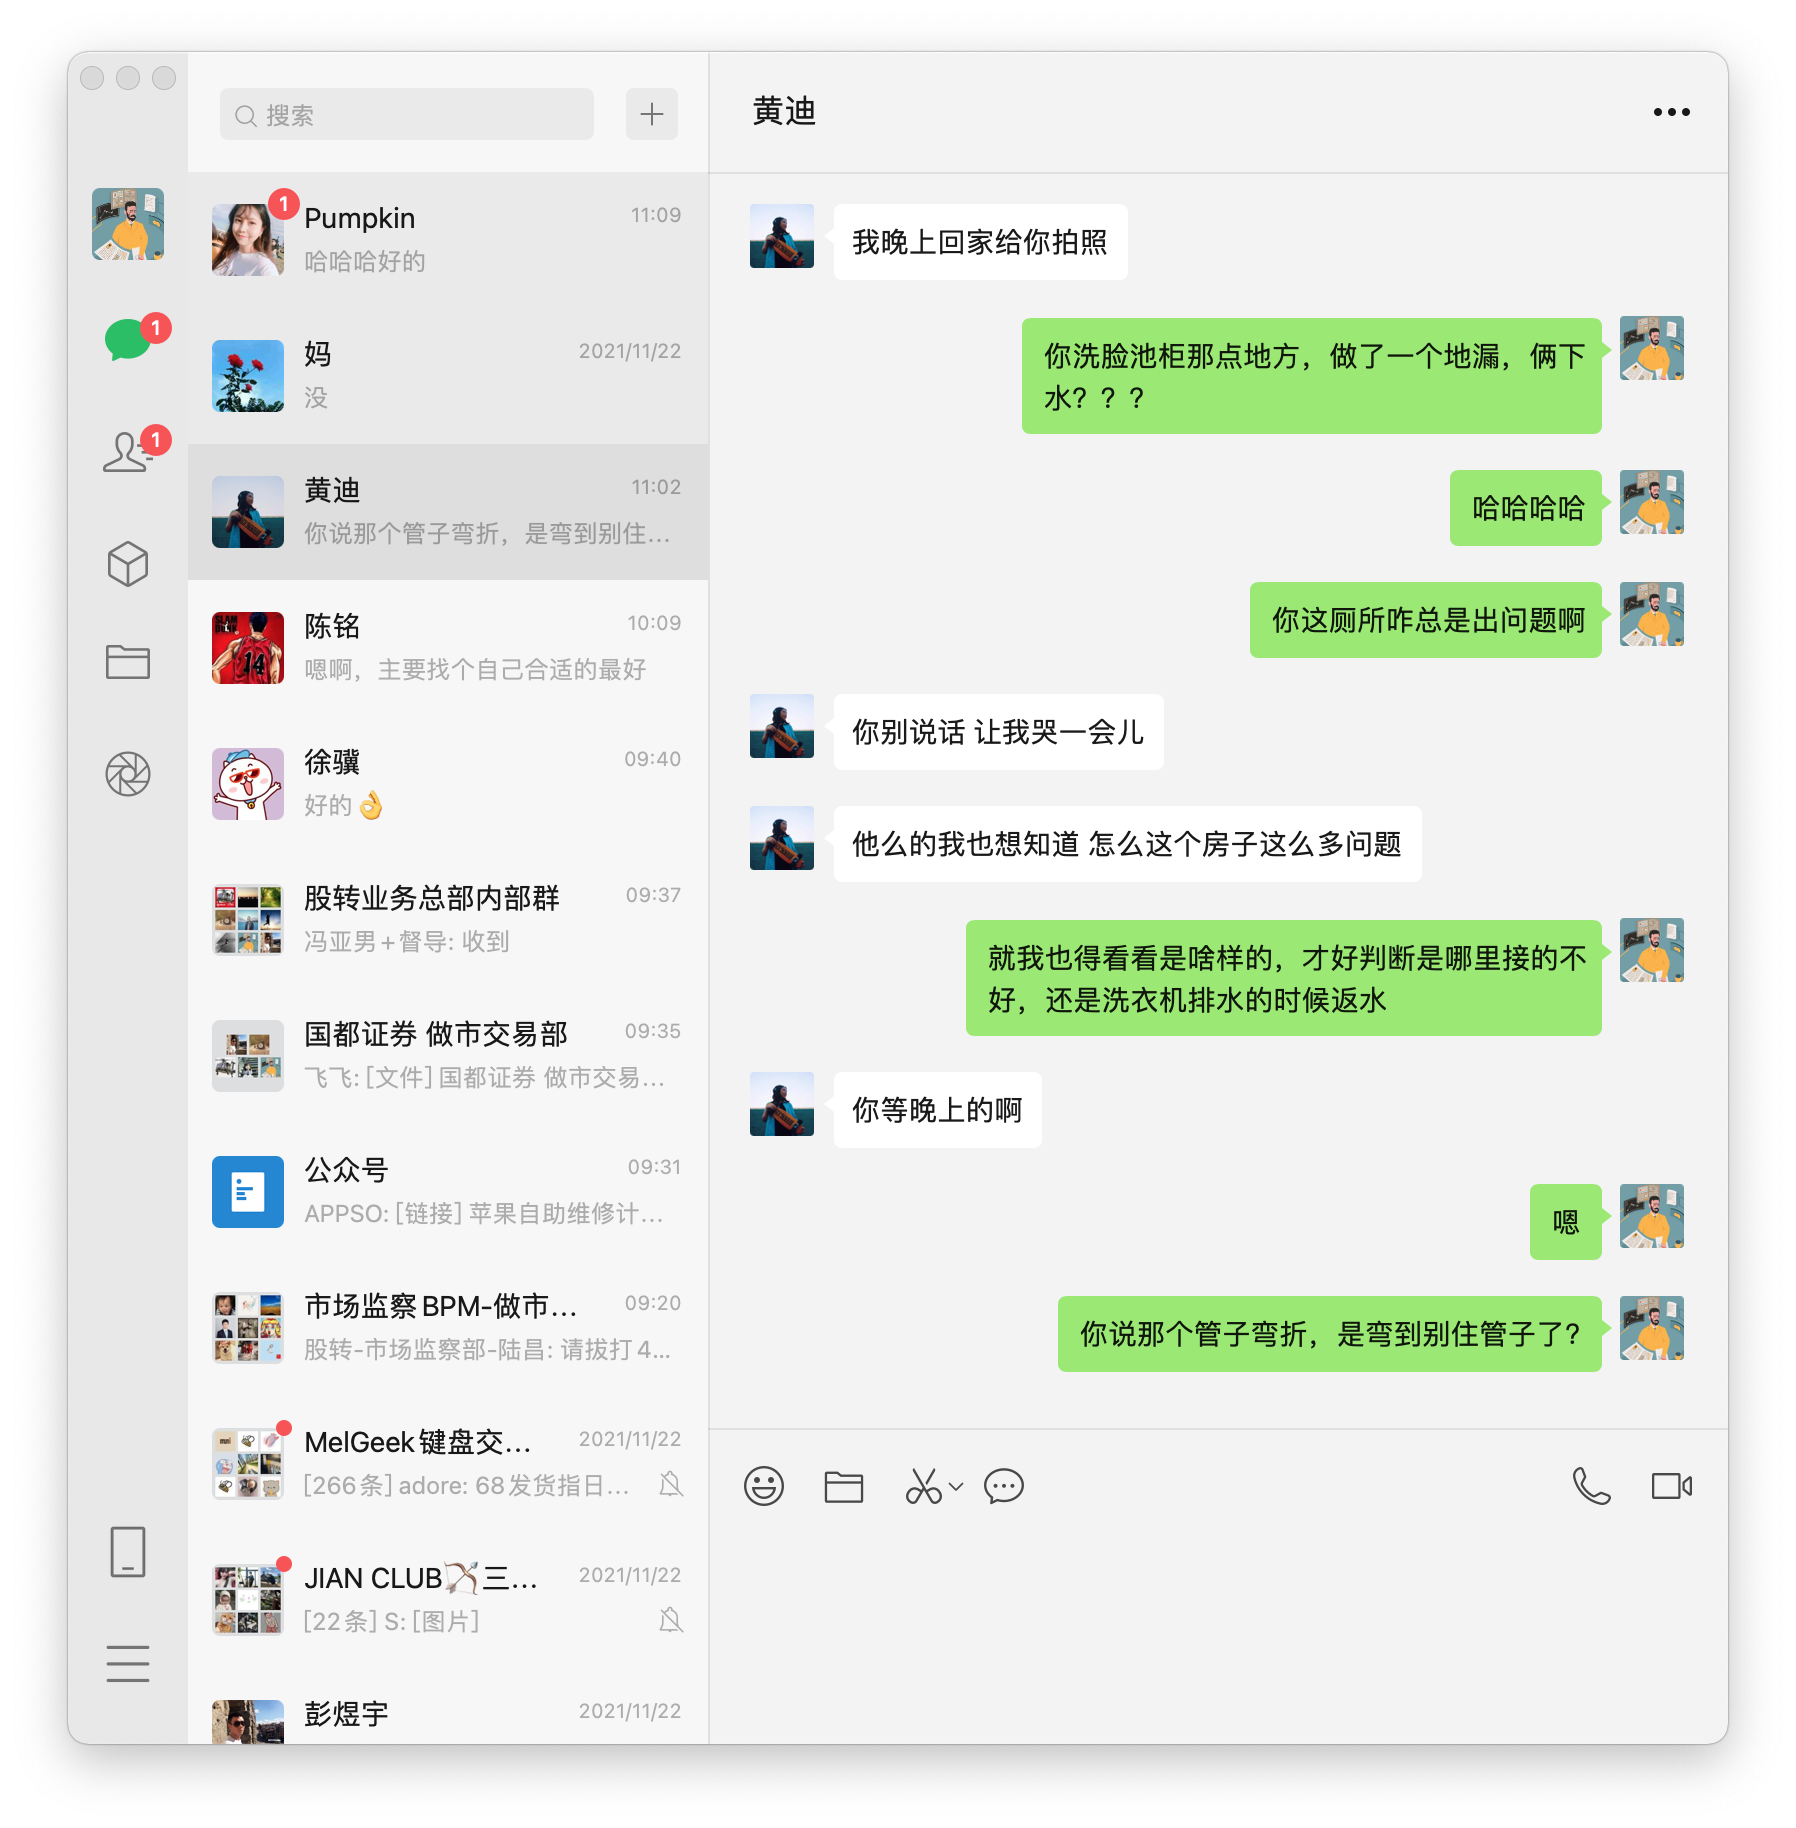 搜索
1
1
1
Pumpkin
11:09
哈哈哈好的
妈
2021/11/22
没
黄迪
11:02
你说那个管子弯折，是弯到别住...
陈铭
10:09
嗯啊，主要找个自己合适的最好
徐骥
09:40
好的👌
股转业务总部内部群
09:37
冯亚男+督导: 收到
国都证券 做市交易部
09:35
飞飞: [文件] 国都证券 做市交易...
公众号
09:31
APPSO: [链接] 苹果自助维修计...
市场监察BPM-做市...
09:20
股转-市场监察部-陆昌: 请拔打4...
MelGeek键盘交...
2021/11/22
[266条] adore: 68发货指日...
JIAN CLUB🏹三...
2021/11/22
[22条] S: [图片]
彭煜宇
2021/11/22
黄迪
我晚上回家给你拍照
你洗脸池柜那点地方，做了一个地漏，俩下
水？？？
哈哈哈哈
你这厕所咋总是出问题啊
你别说话 让我哭一会儿
他么的我也想知道 怎么这个房子这么多问题
就我也得看看是啥样的，才好判断是哪里接的不
好，还是洗衣机排水的时候返水
你等晚上的啊
嗯
你说那个管子弯折，是弯到别住管子了？